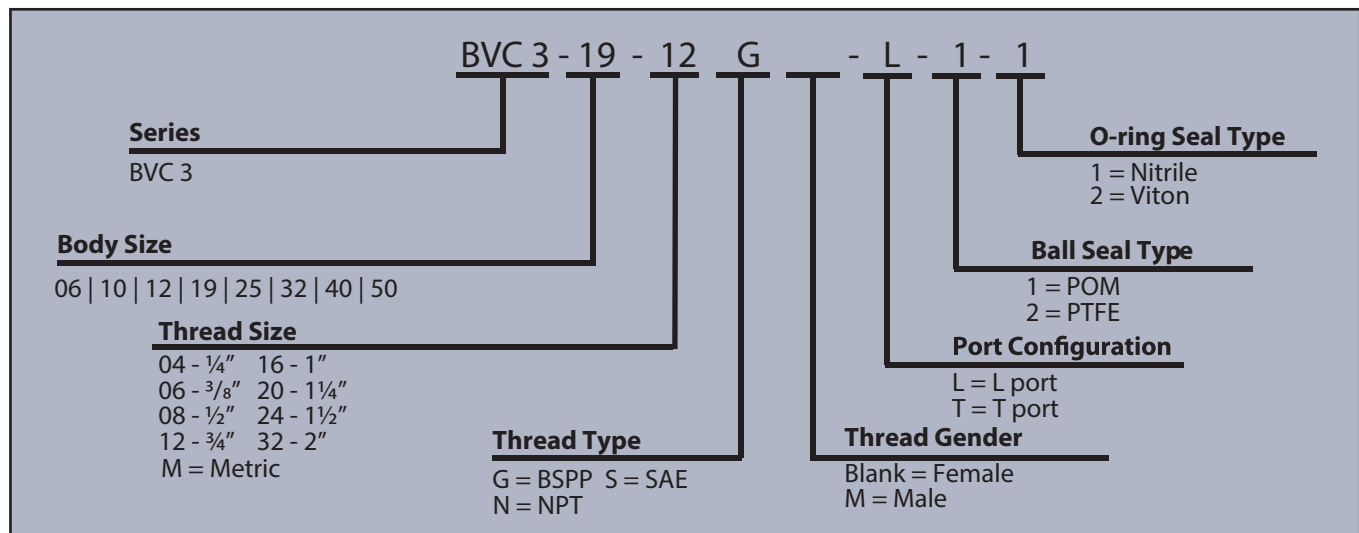 BVC 3 - 19 - 12 G - L - 1 - 1
Series
BVC 3
Body Size
06 | 10 | 12 | 19 | 25 | 32 | 40 | 50
Thread Size
04 - ¼” 16 - 1”
06 - ³/₈” 20 - 1¼”
08 - ½” 24 - 1½”
12 - ¾” 32 - 2”
M = Metric
Thread Type
G = BSPP S = SAE
N = NPT
Thread Gender
Blank = Female
M = Male
Port Configuration
L = L port
T = T port
Ball Seal Type
1 = POM
2 = PTFE
O-ring Seal Type
1 = Nitrile
2 = Viton